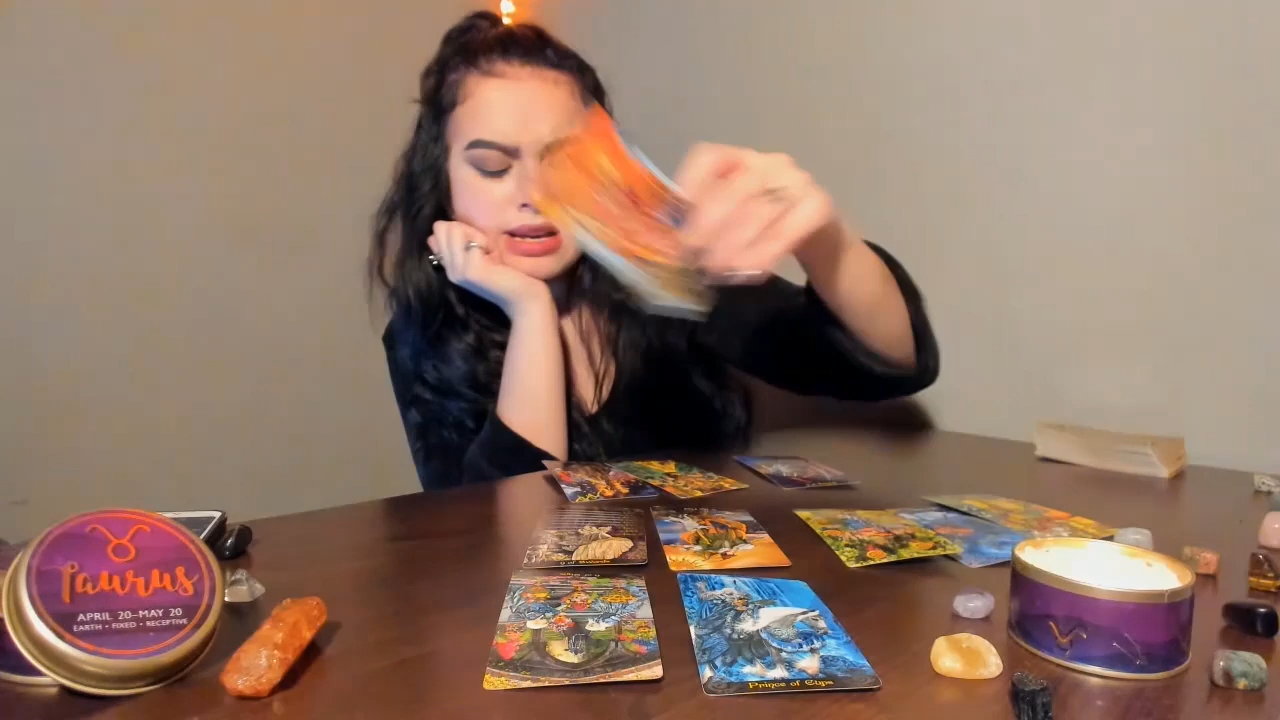 Taurus
APRIL 20–MAY 20
EARTH • FIXED • RECEPTIVE
9 of Swords
Prince of Cups